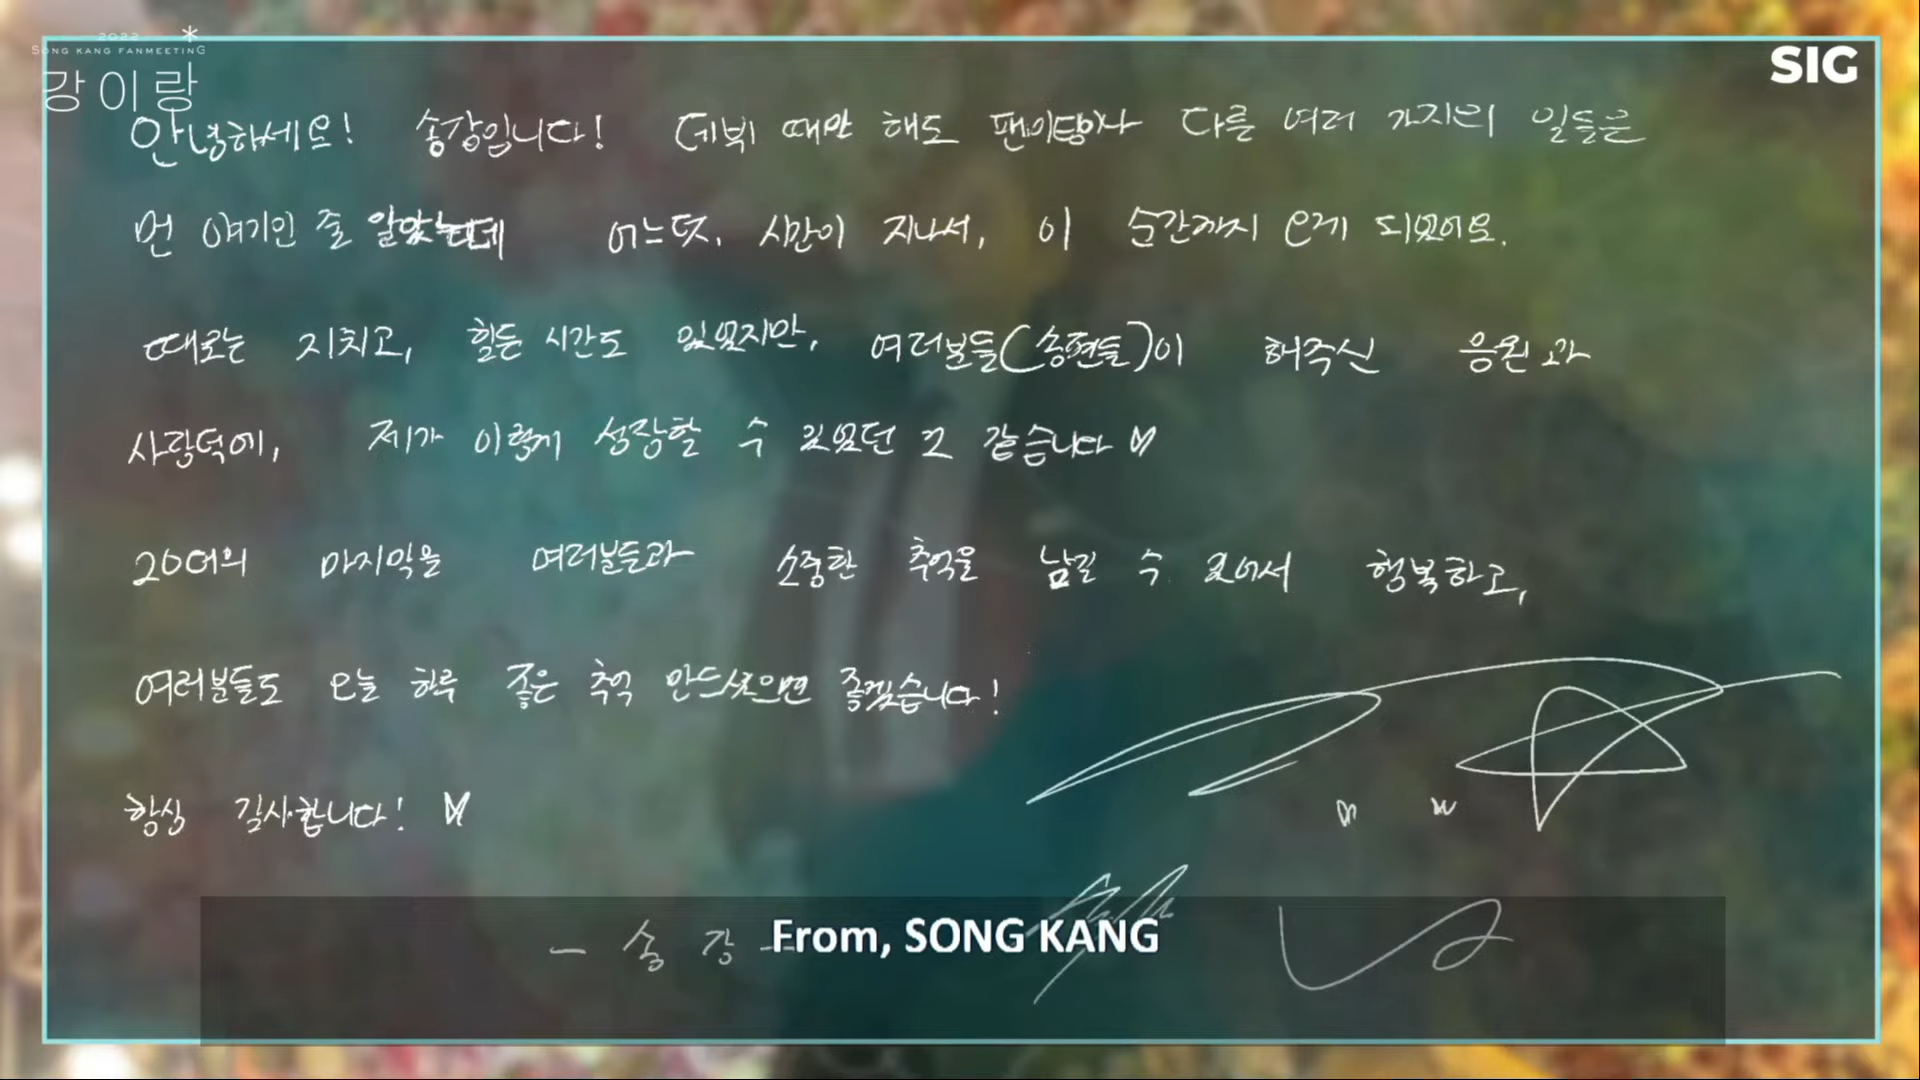 2022
SONG KANG FANMEETING
강이랑
SIG
안녕하세요! 송강입니다! 데뷔 때만 해도 팬미팅이나 다른 여러 가지의 일들은
먼 얘기인 줄 알았는데 어느덧, 시간이 지나서, 이 순간까지 오게 되었어요.
때로는 지치고, 힘든 시간도 있었지만, 여러분들(송편들)이 해주신 응원과
사랑덕에, 제가 이렇게 성장할 수 있었던 것 같습니다♡
20대의 마지막을 여러분들과 소중한 추억을 남길 수 있어서 행복하고,
여러분들도 오늘 하루 좋은 추억 만드셨으면 좋겠습니다!
항상 감사합니다! ♡
- 송강 -
From, SONG KANG